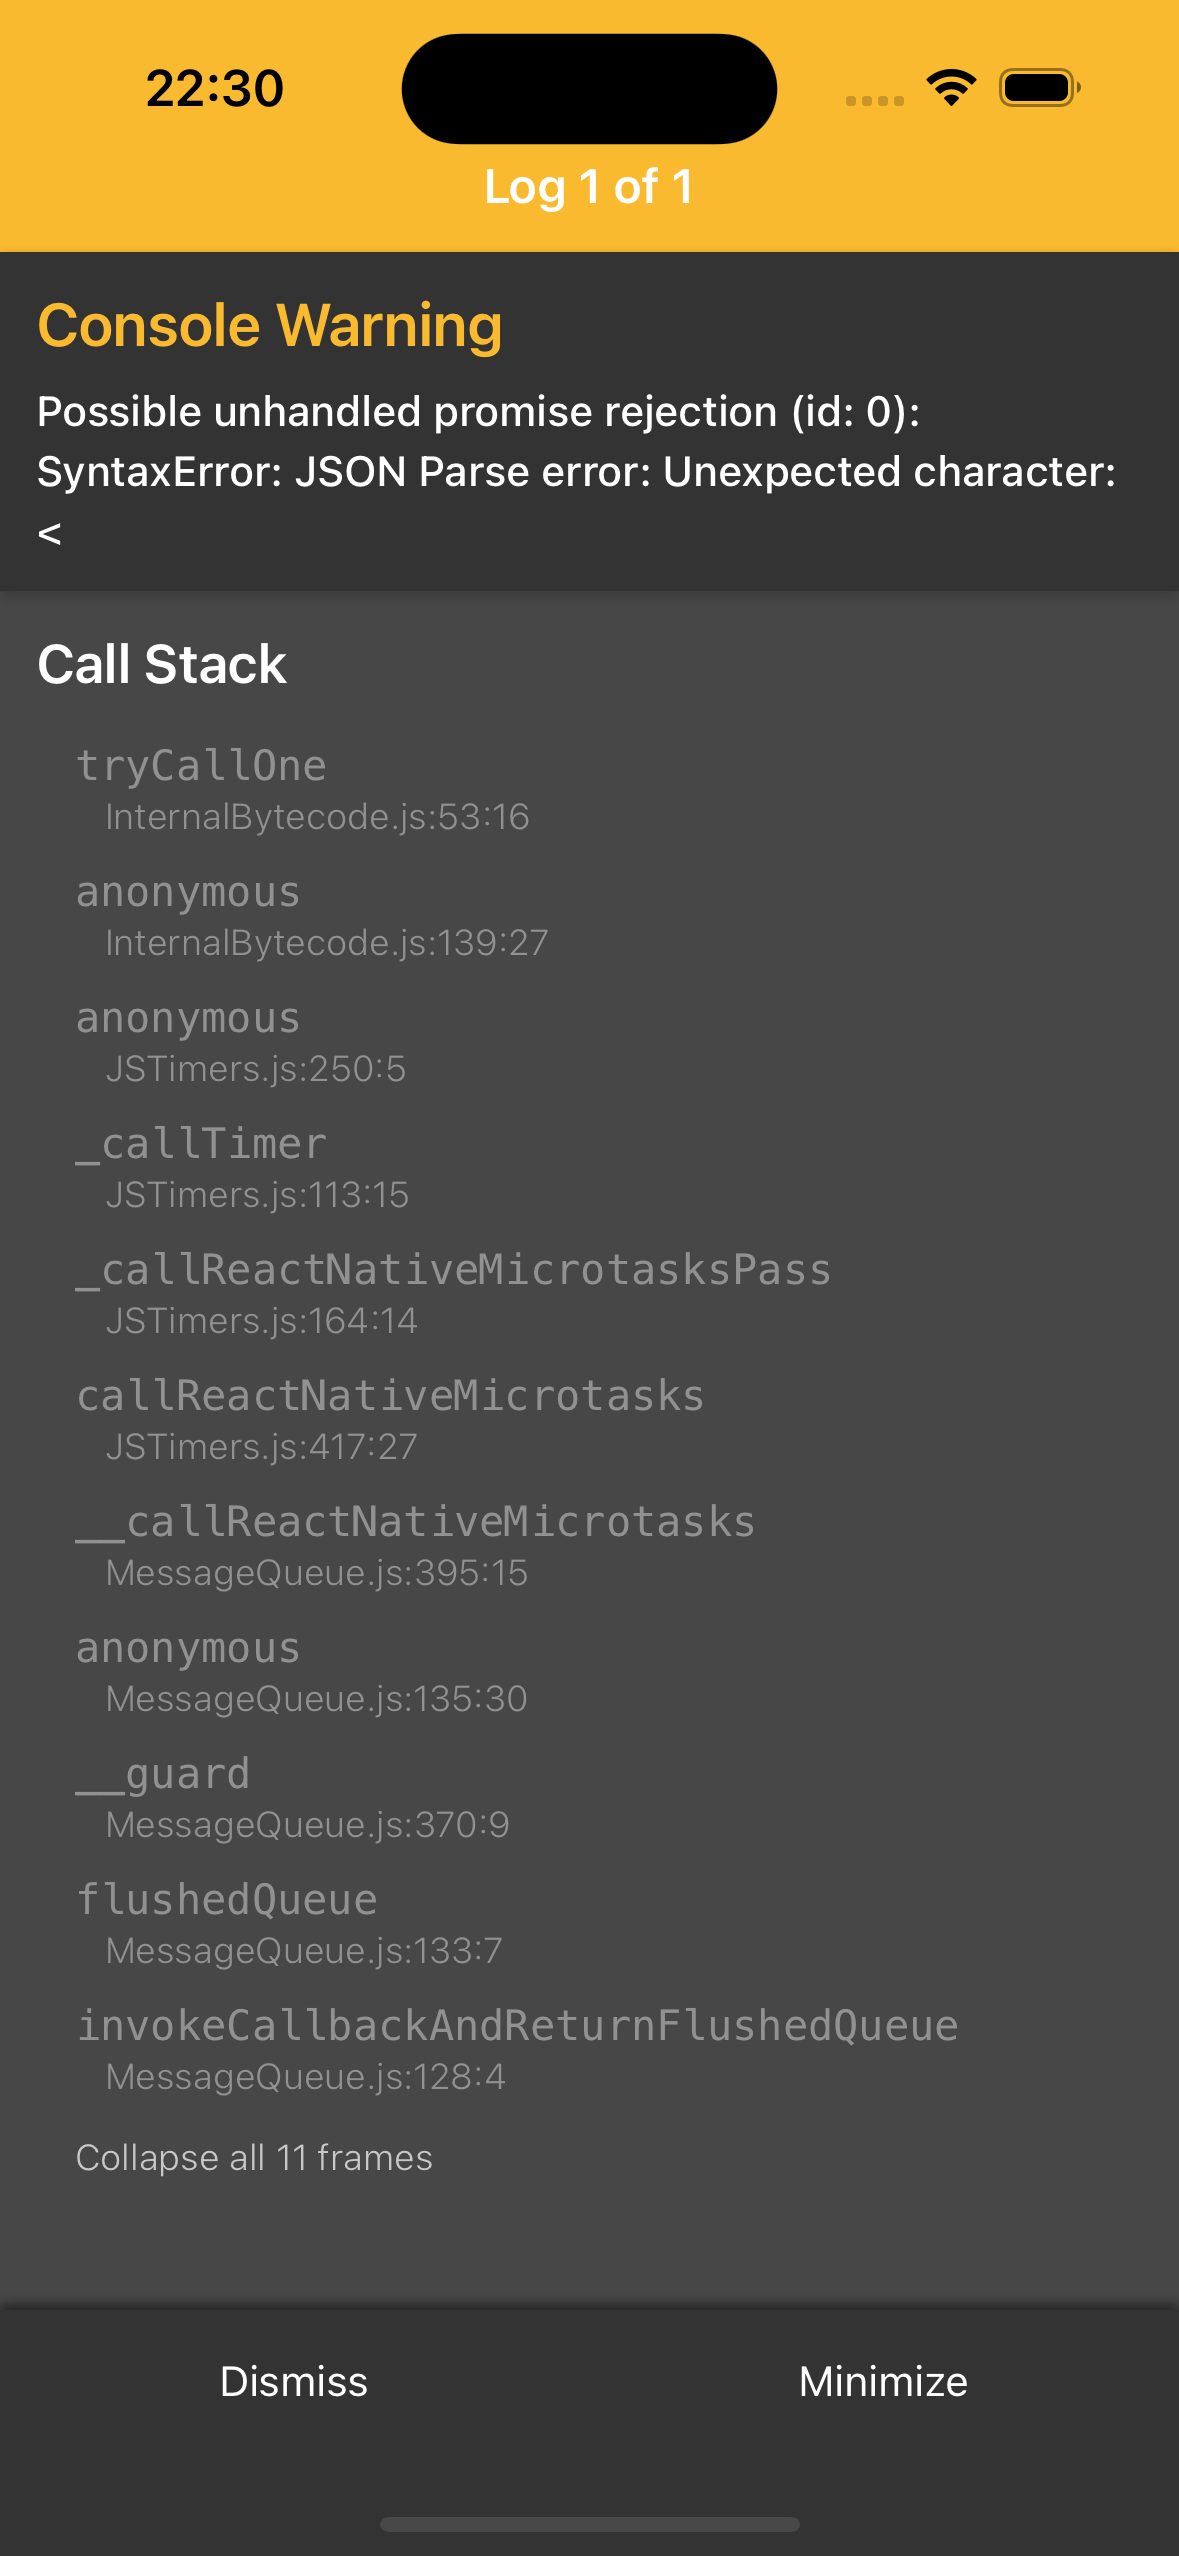 22:30
Log 1 of 1
Console Warning
Possible unhandled promise rejection (id: 0):
SyntaxError: JSON Parse error: Unexpected character:
<
Call Stack
tryCallOne
InternalBytecode.js:53:16
anonymous
InternalBytecode.js:139:27
anonymous
JSTimers.js:250:5
_callTimer
JSTimers.js:113:15
_callReactNativeMicrotasksPass
JSTimers.js:164:14
callReactNativeMicrotasks
JSTimers.js:417:27
__callReactNativeMicrotasks
MessageQueue.js:395:15
anonymous
MessageQueue.js:135:30
__guard
MessageQueue.js:370:9
flushedQueue
MessageQueue.js:133:7
invokeCallbackAndReturnFlushedQueue
MessageQueue.js:128:4
Collapse all 11 frames
Dismiss
Minimize